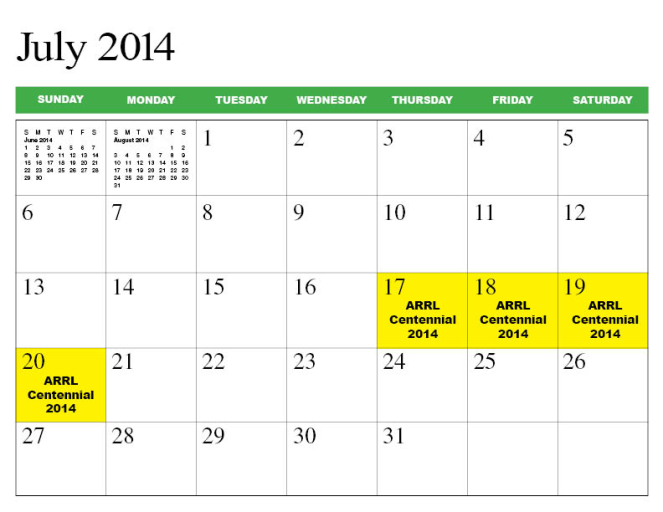 July 2014
SUNDAY MONDAY TUESDAY WEDNESDAY THURSDAY FRIDAY SATURDAY
S M T W T F S
June 2014
1 2 3 4 5 6 7
8 9 10 11 12 13 14
15 16 17 18 19 20 21
22 23 24 25 26 27 28
29 30
S M T W T F S
August 2014
1 2
3 4 5 6 7 8 9
10 11 12 13 14 15 16
17 18 19 20 21 22 23
24 25 26 27 28 29 30
31
1 2 3 4 5
6 7 8 9 10 11 12
13 14 15 16 17 18 19
ARRL ARRL ARRL
Centennial Centennial Centennial
2014 2014 2014
20 21 22 23 24 25 26
ARRL
Centennial
2014
27 28 29 30 31